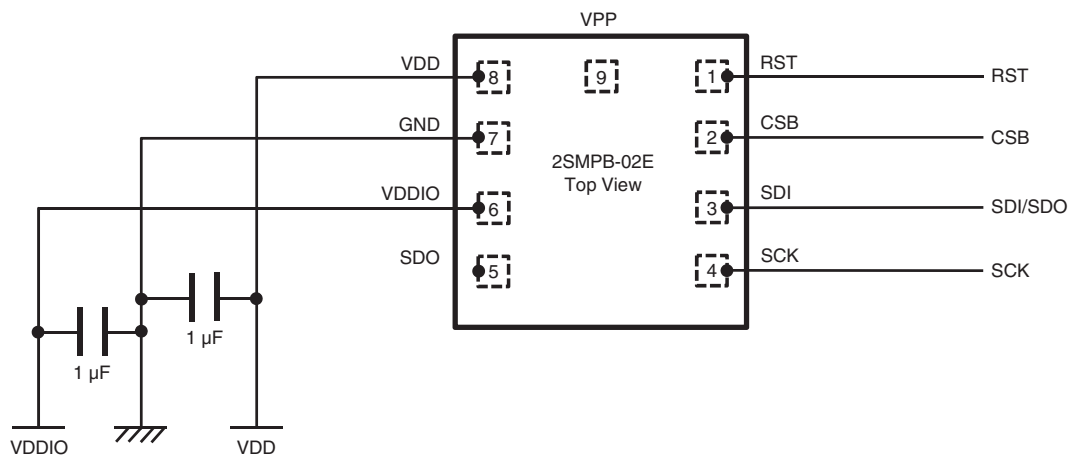 VPP
VDD
8
9
1
RST
RST
GND
7
2
CSB
CSB
2SMPB-02E
Top View
VDDIO
6
3
SDI
SDI/SDO
SDO
5
4
SCK
SCK
1 µF
1 µF
VDDIO
VDD